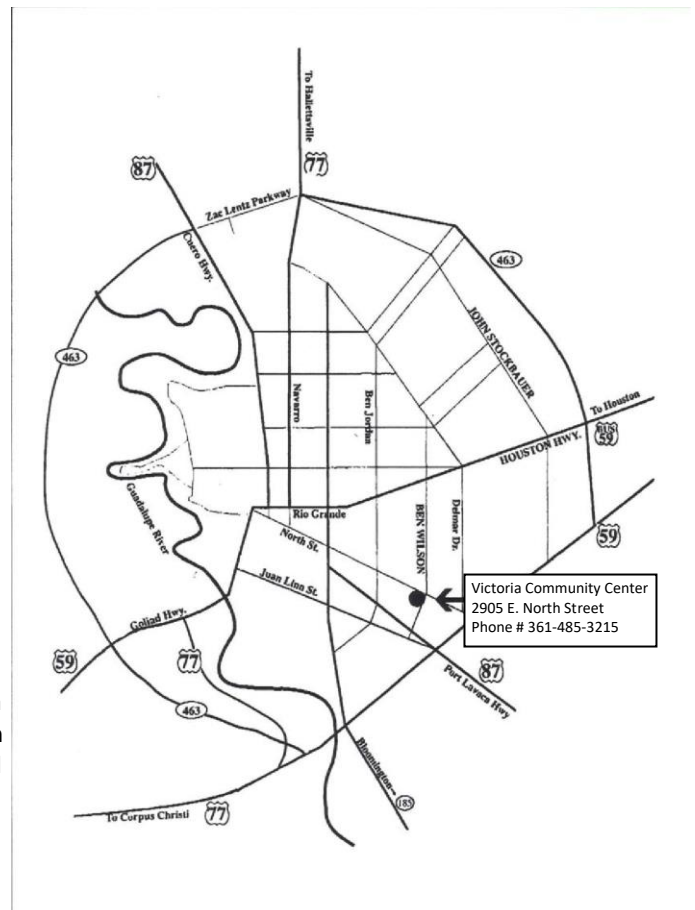 To Hallettsville
77
87
Zac Lentz Parkway
Cuero Hwy.
463
463
JOHN STOCKBAUER
To Houston
BUS
59
HOUSTON HWY.
Navarro
Ben Jordan
Guadalupe River
Rio Grande
North St.
BEN WILSON
Delmar Dr.
59
Juan Linn St.
Victoria Community Center
2905 E. North Street
Phone # 361-485-3215
Goliad Hwy.
59
77
87
Port Lavaca Hwy
463
Bloomington
185
To Corpus Christi
77